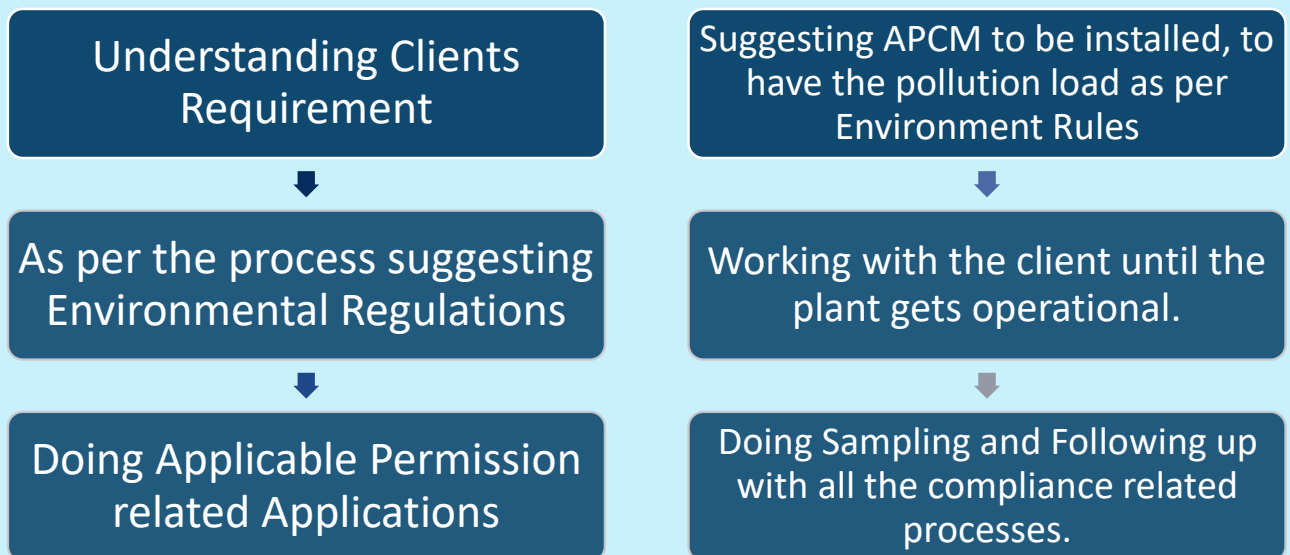 Understanding Clients
Requirement
As per the process suggesting
Environmental Regulations
Doing Applicable Permission
related Applications
Suggesting APCM to be installed, to
have the pollution load as per
Environment Rules
Working with the client until the
plant gets operational.
Doing Sampling and Following up
with all the compliance related
processes.